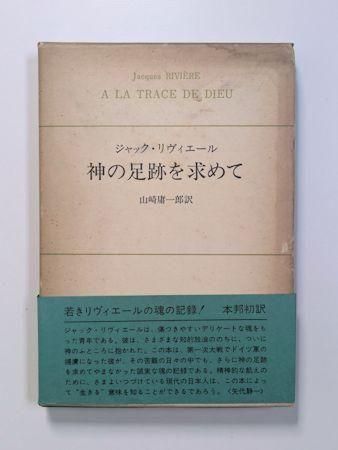 Jacques RIVIÈRE
A LA TRACE DE DIEU
ジャック・リヴィエール
神の足跡を求めて
山崎庸一郎訳
若きリヴィエールの魂の記録! 本邦初訳
ジャック・リヴィエールは、傷つきやすいデリケートな魂をも
った青年である。彼は、さまざまな知的放浪ののちに、ついに
神のふところに抱かれた。この本は、第一次大戦でドイツ軍の
捕虜になった彼が、その苦難の日々の中でも、さらに神の足跡
を求めてやまなかった誠実な魂の記録である。精神的な飢えの
ために、さまよいつづけている現代の日本人は、この本によっ
て"生きる"意味を知ることができるであろう。〈矢代静一〉